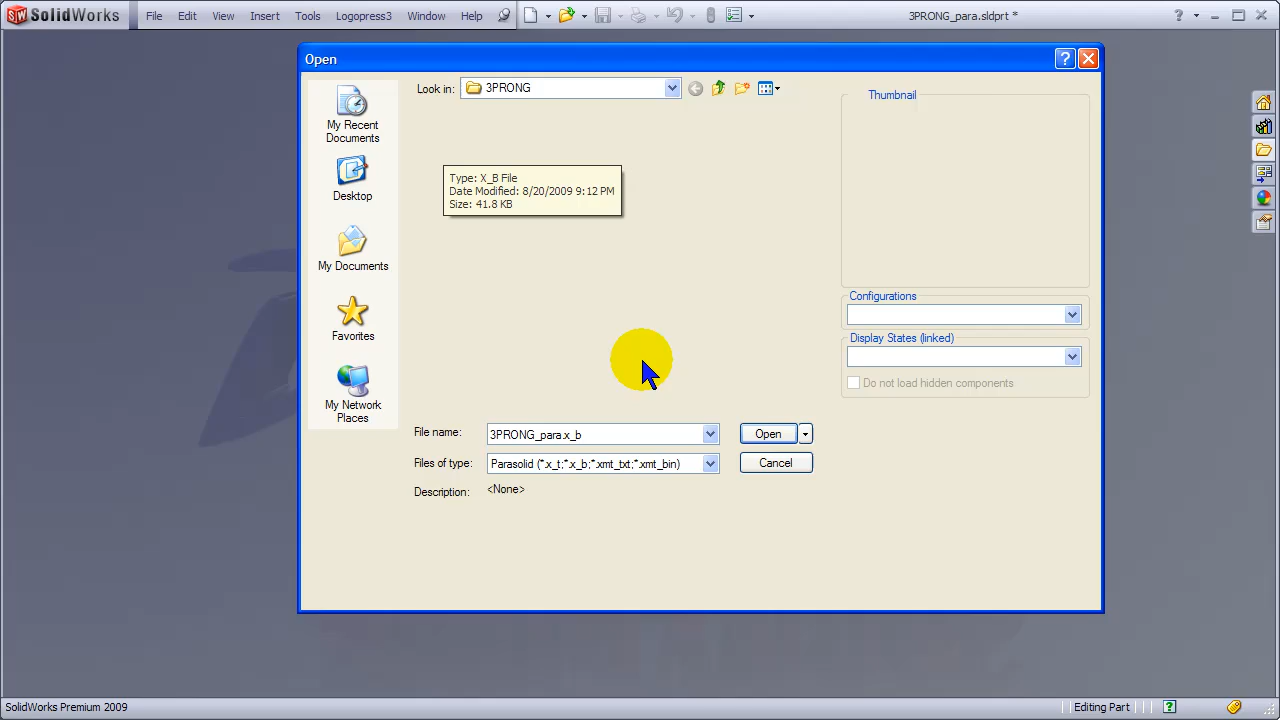 SolidWorks File Edit View Insert Tools Logopress3 Window Help 3PRONG_para.sldprt * ?
Open ?
Look in: 3PRONG
Thumbnail
My Recent
Documents
Desktop
My Documents
Favorites
My Network
Places
Type: X_B File
Date Modified: 8/20/2009 9:12 PM
Size: 41.8 KB
Configurations
Display States (linked)
Do not load hidden components
File name: 3PRONG_para.x_b Open
Files of type: Parasolid (*.x_t;*.x_b;*.xmt_txt;*.xmt_bin) Cancel
Description: <None>
SolidWorks Premium 2009 Editing Part ?